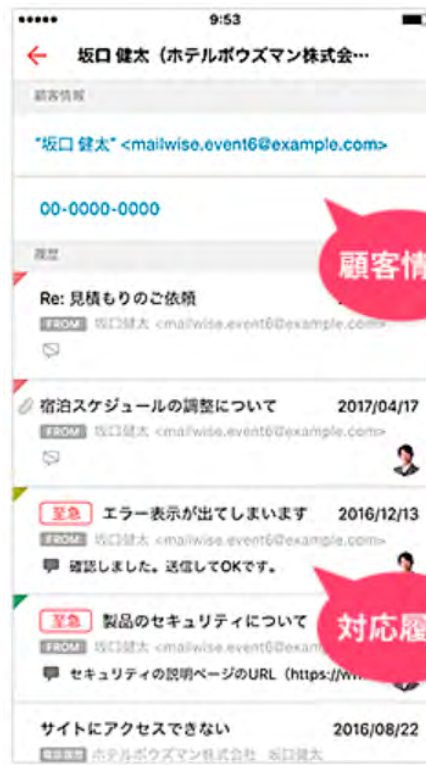 9:53
坂口 健太（ホテルボウズマン株式会…
顧客情報
"坂口 健太" <mailwise.event6@example.com>
00-0000-0000
顧客情
履歴
Re: 見積もりのご依頼
FROM 坂口健太 <mailwise.event6@example.com>
宿泊スケジュールの調整について 2017/04/17
FROM 坂口健太 <mailwise.event6@example.com>
至急 エラー表示が出てしまいます 2016/12/13
FROM 坂口健太 <mailwise.event6@example.com>
確認しました。送信してOKです。
至急 製品のセキュリティについて
対応履
FROM 坂口健太 <mailwise.event6@exam
セキュリティの説明ページのURL（https://w
サイトにアクセスできない 2016/08/22
電話履歴 ホテルボウズマン株式会社 坂口健太